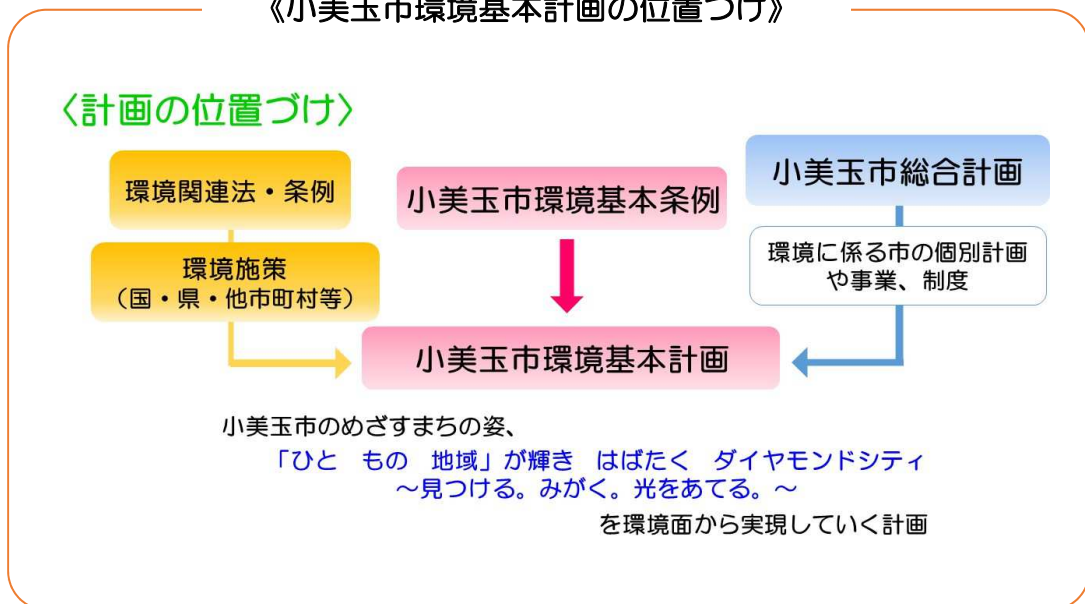 《小美玉市環境基本計画の位置づけ》
〈計画の位置づけ〉
環境関連法・条例
環境施策
（国・県・他市町村等）
小美玉市環境基本条例
小美玉市総合計画
環境に係る市の個別計画
や事業、制度
小美玉市環境基本計画
小美玉市のめざすまちの姿、
「ひと　もの　地域」が輝き　はばたく　ダイヤモンドシティ
～見つける。みがく。光をあてる。～
を環境面から実現していく計画